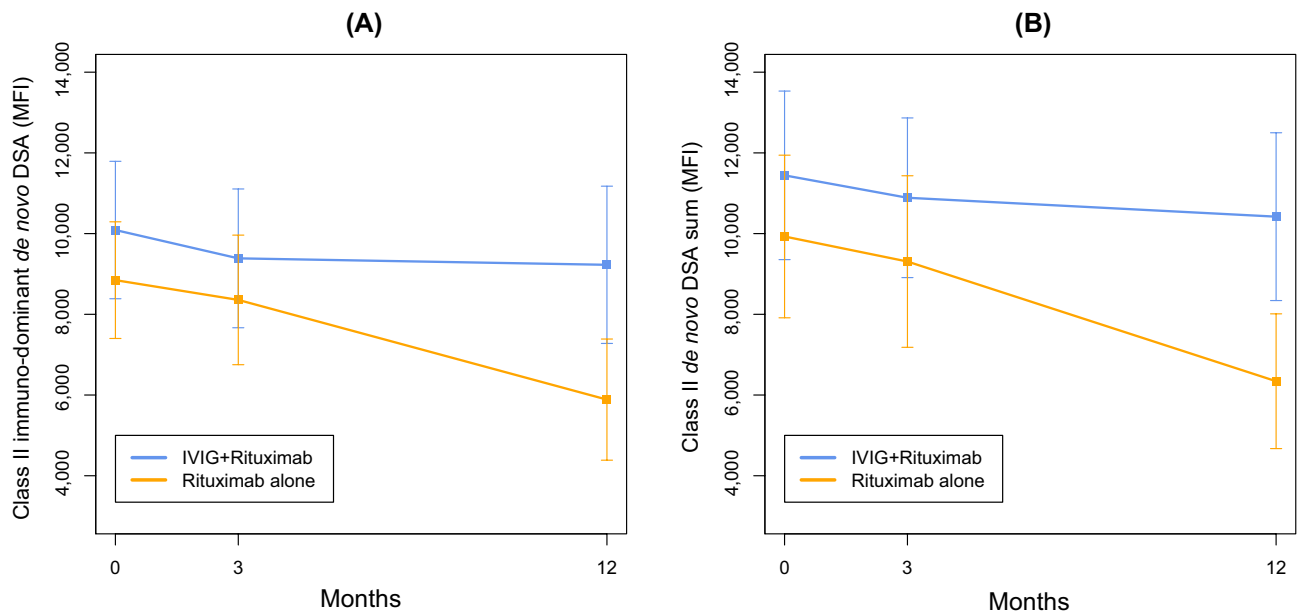 (A)
Class II immuno-dominant de novo DSA (MFI)
14,000
12,000
10,000
8,000
6,000
4,000
IVIG+Rituximab
Rituximab alone
0 3 12
Months
(B)
Class II de novo DSA sum (MFI)
14,000
12,000
10,000
8,000
6,000
4,000
IVIG+Rituximab
Rituximab alone
0 3 12
Months